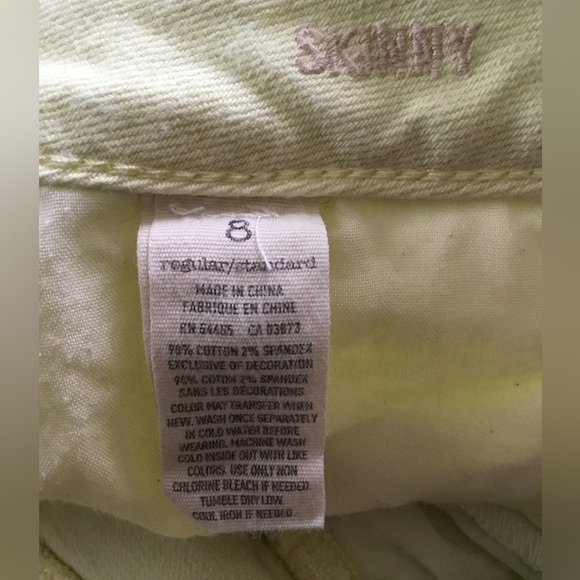 SKINNY
8
regular/standard
MADE IN CHINA
FABRIQUE EN CHINE
RN 54485 CA 03873
98% COTTON 2% SPANDEX
EXCLUSIVE OF DECORATION
98% COTON 2% SPANDEX
SANS LES DÉCORATIONS
COLOR MAY TRANSFER WHEN
NEW. WASH ONCE SEPARATELY
IN COLD WATER BEFORE
WEARING. MACHINE WASH
COLD INSIDE OUT WITH LIKE
COLORS. USE ONLY NON
CHLORINE BLEACH IF NEEDED.
TUMBLE DRY LOW.
COOL IRON IF NEEDED.